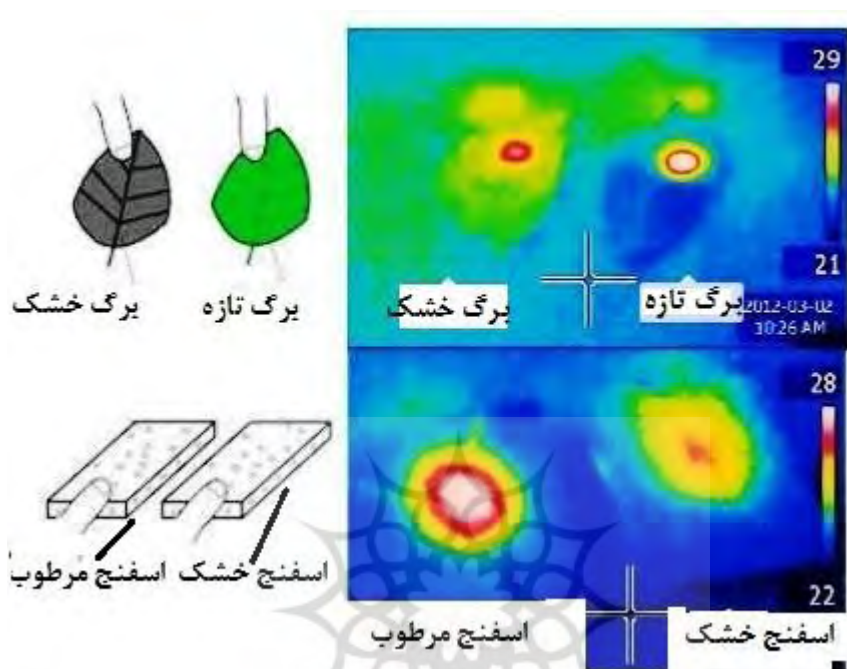 29
21
برگ خشک
برگ تازه
برگ خشک
برگ تازه
2012-03-02
10:26 AM
28
22
اسفنج مرطوب
اسفنج خشک
اسفنج مرطوب
اسفنج خشک